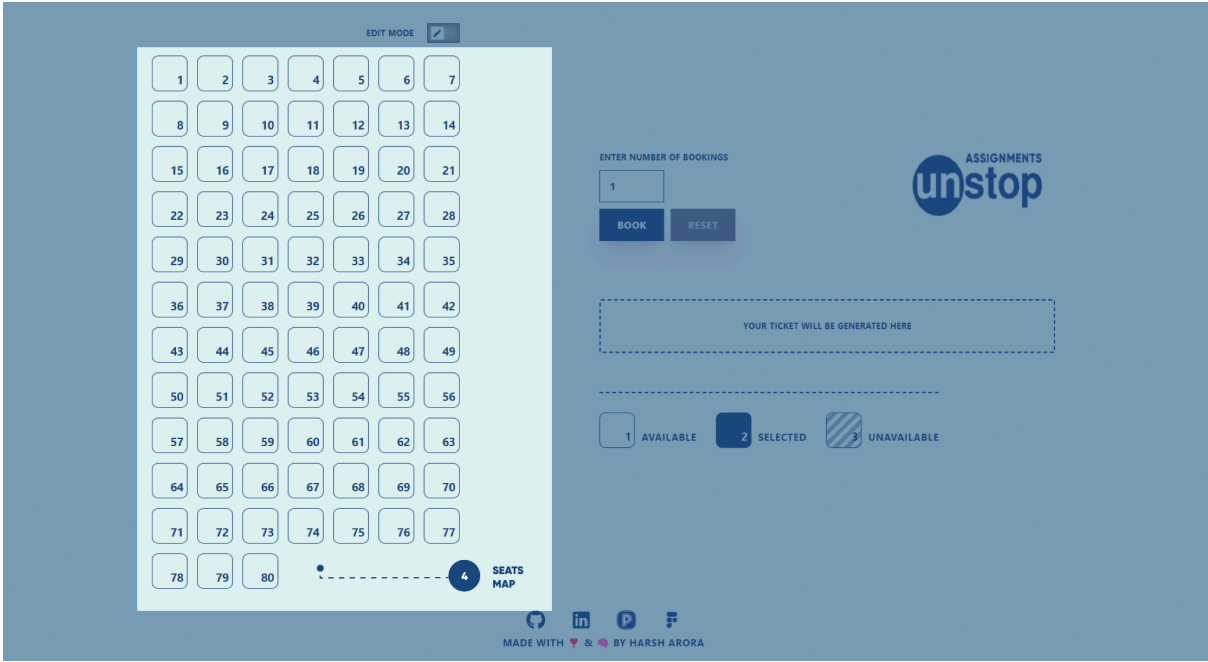 EDIT MODE
1 2 3 4 5 6 7
8 9 10 11 12 13 14
15 16 17 18 19 20 21
22 23 24 25 26 27 28
29 30 31 32 33 34 35
36 37 38 39 40 41 42
43 44 45 46 47 48 49
50 51 52 53 54 55 56
57 58 59 60 61 62 63
64 65 66 67 68 69 70
71 72 73 74 75 76 77
78 79 80
4
SEATS
MAP
ENTER NUMBER OF BOOKINGS
1
BOOK RESET
ASSIGNMENTS
unstop
YOUR TICKET WILL BE GENERATED HERE
1 AVAILABLE 2 SELECTED 3 UNAVAILABLE
MADE WITH & BY HARSH ARORA